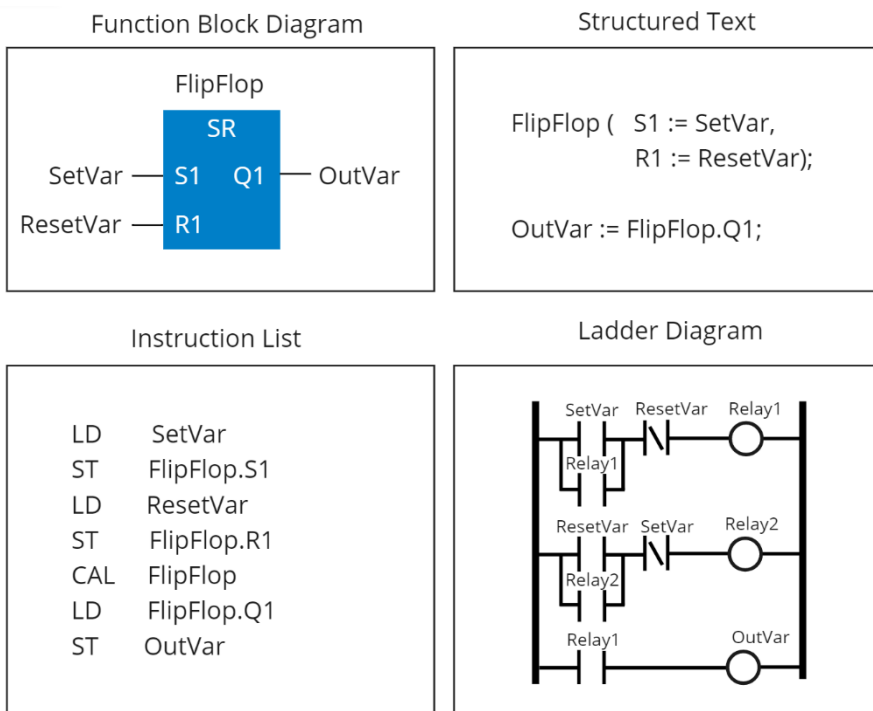 Function Block Diagram
FlipFlop
SR
SetVar S1 Q1 OutVar
ResetVar R1
Structured Text
FlipFlop ( S1 := SetVar,
R1 := ResetVar);
OutVar := FlipFlop.Q1;
Instruction List
LD SetVar
ST FlipFlop.S1
LD ResetVar
ST FlipFlop.R1
CAL FlipFlop
LD FlipFlop.Q1
ST OutVar
Ladder Diagram
SetVar ResetVar Relay1
Relay1
ResetVar SetVar Relay2
Relay2
Relay1 OutVar